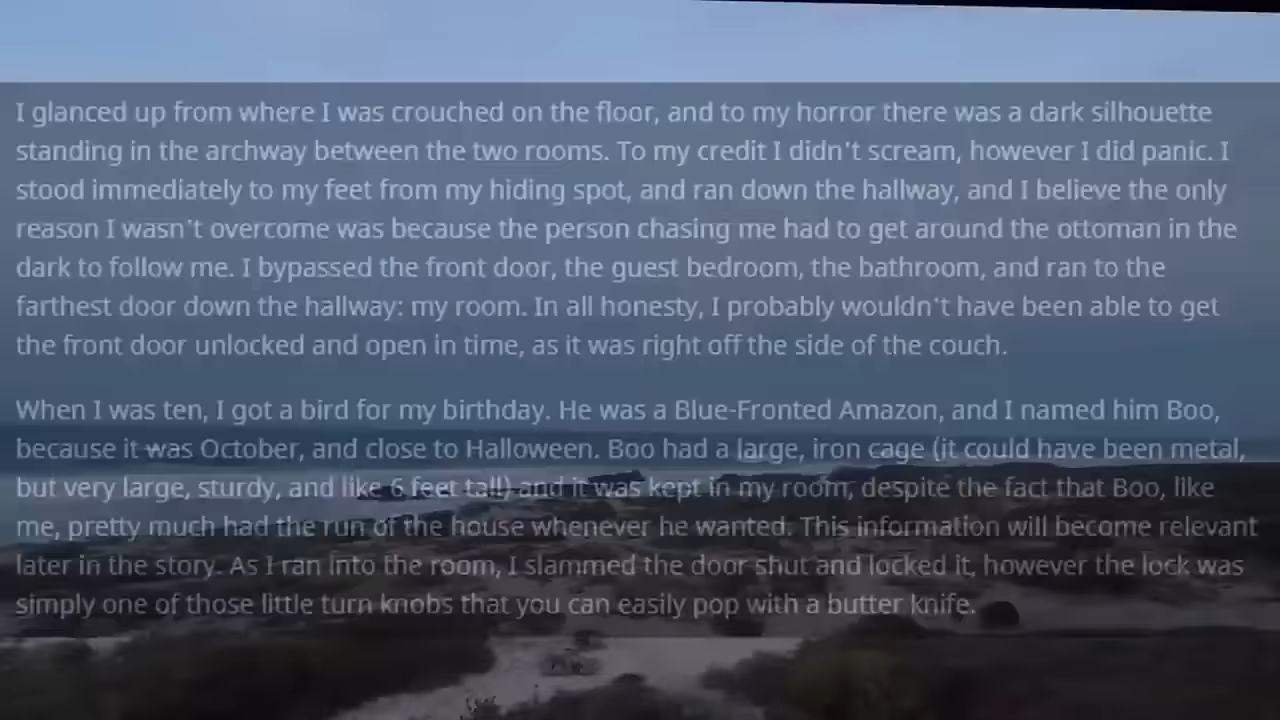 I glanced up from where I was crouched on the floor, and to my horror there was a dark silhouette
standing in the archway between the two rooms. To my credit I didn't scream, however I did panic. I
stood immediately to my feet from my hiding spot, and ran down the hallway, and I believe the only
reason I wasn't overcome was because the person chasing me had to get around the ottoman in the
dark to follow me. I bypassed the front door, the guest bedroom, the bathroom, and ran to the
farthest door down the hallway: my room. In all honesty, I probably wouldn't have been able to get
the front door unlocked and open in time, as it was right off the side of the couch.
When I was ten, I got a bird for my birthday. He was a Blue-Fronted Amazon, and I named him Boo,
because it was October, and close to Halloween. Boo had a large, iron cage (it could have been metal,
but very large, sturdy, and like 6 feet tall) and it was kept in my room, despite the fact that Boo, like
me, pretty much had the run of the house whenever he wanted. This information will become relevant
later in the story. As I ran into the room, I slammed the door shut and locked it, however the lock was
simply one of those little turn knobs that you can easily pop with a butter knife.